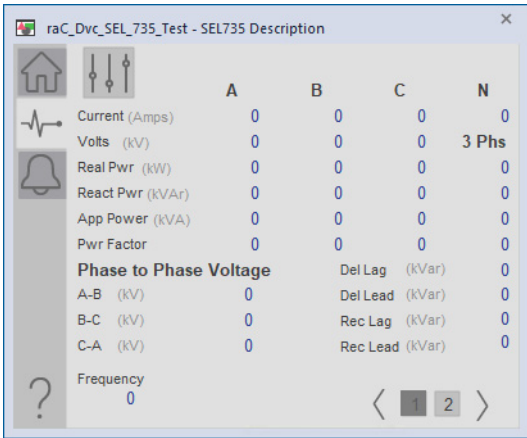 raC_Dvc_SEL_735_Test - SEL735 Description
A B C N
Current (Amps) 0 0 0 0
Volts (kV) 0 0 0 3 Phs
Real Pwr (kW) 0 0 0 0
React Pwr (kVAr) 0 0 0 0
App Power (kVA) 0 0 0 0
Pwr Factor 0 0 0 0
Phase to Phase Voltage Del Lag (kVar) 0
A-B (kV) 0 Del Lead (kVar) 0
B-C (kV) 0 Rec Lag (kVar) 0
C-A (kV) 0 Rec Lead (kVar) 0
Frequency
0
1 2
?